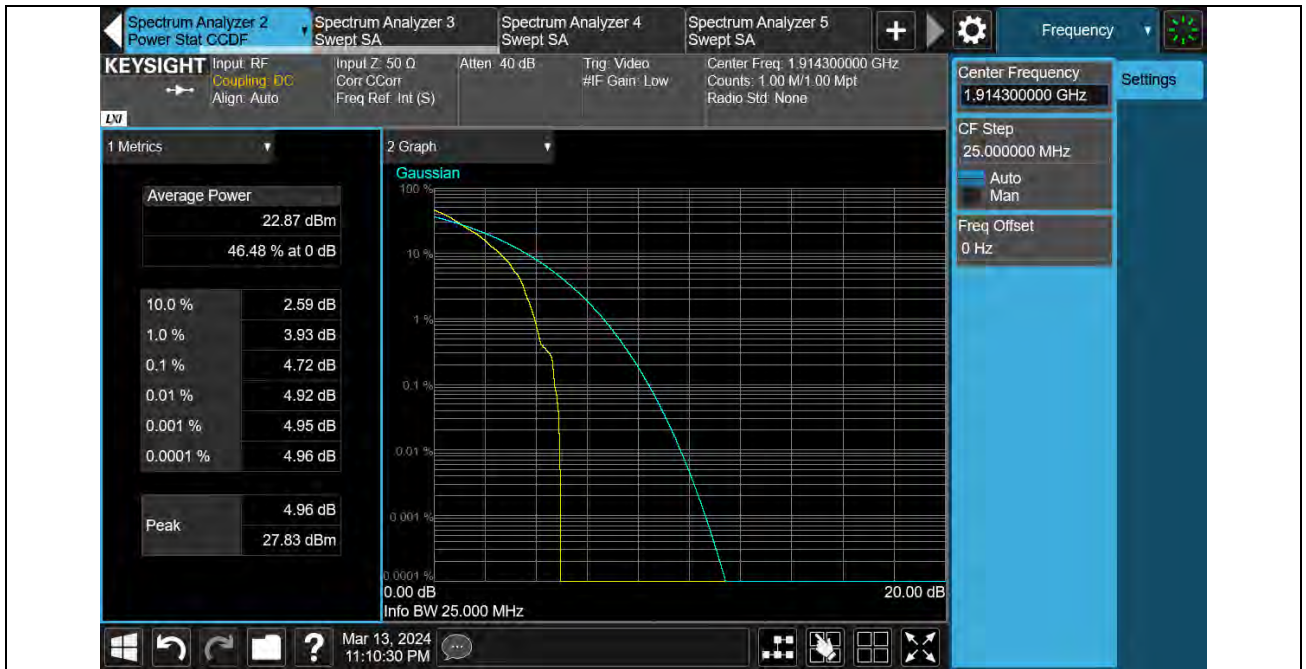 Spectrum Analyzer 2
Power Stat CCDF
Spectrum Analyzer 3
Swept SA
Spectrum Analyzer 4
Swept SA
Spectrum Analyzer 5
Swept SA
+
Frequency
KEYSIGHT
LXI
Input: RF
Coupling: DC
Align: Auto
Input Z: 50 Ω
Corr CCorr
Freq Ref: Int (S)
Atten: 40 dB
Trig: Video
#IF Gain: Low
Center Freq: 1.914300000 GHz
Counts: 1.00 M/1.00 Mpt
Radio Std: None
Center Frequency
1.914300000 GHz
Settings
CF Step
25.000000 MHz
Auto
Man
Freq Offset
0 Hz
1 Metrics
Average Power
22.87 dBm
46.48 % at 0 dB
10.0 % 2.59 dB
1.0 % 3.93 dB
0.1 % 4.72 dB
0.01 % 4.92 dB
0.001 % 4.95 dB
0.0001 % 4.96 dB
Peak
4.96 dB
27.83 dBm
2 Graph
Gaussian
100 %
10 %
1 %
0.1 %
0.01 %
0.001 %
0.0001 %
0.00 dB
20.00 dB
Info BW 25.000 MHz
?
Mar 13, 2024
11:10:30 PM